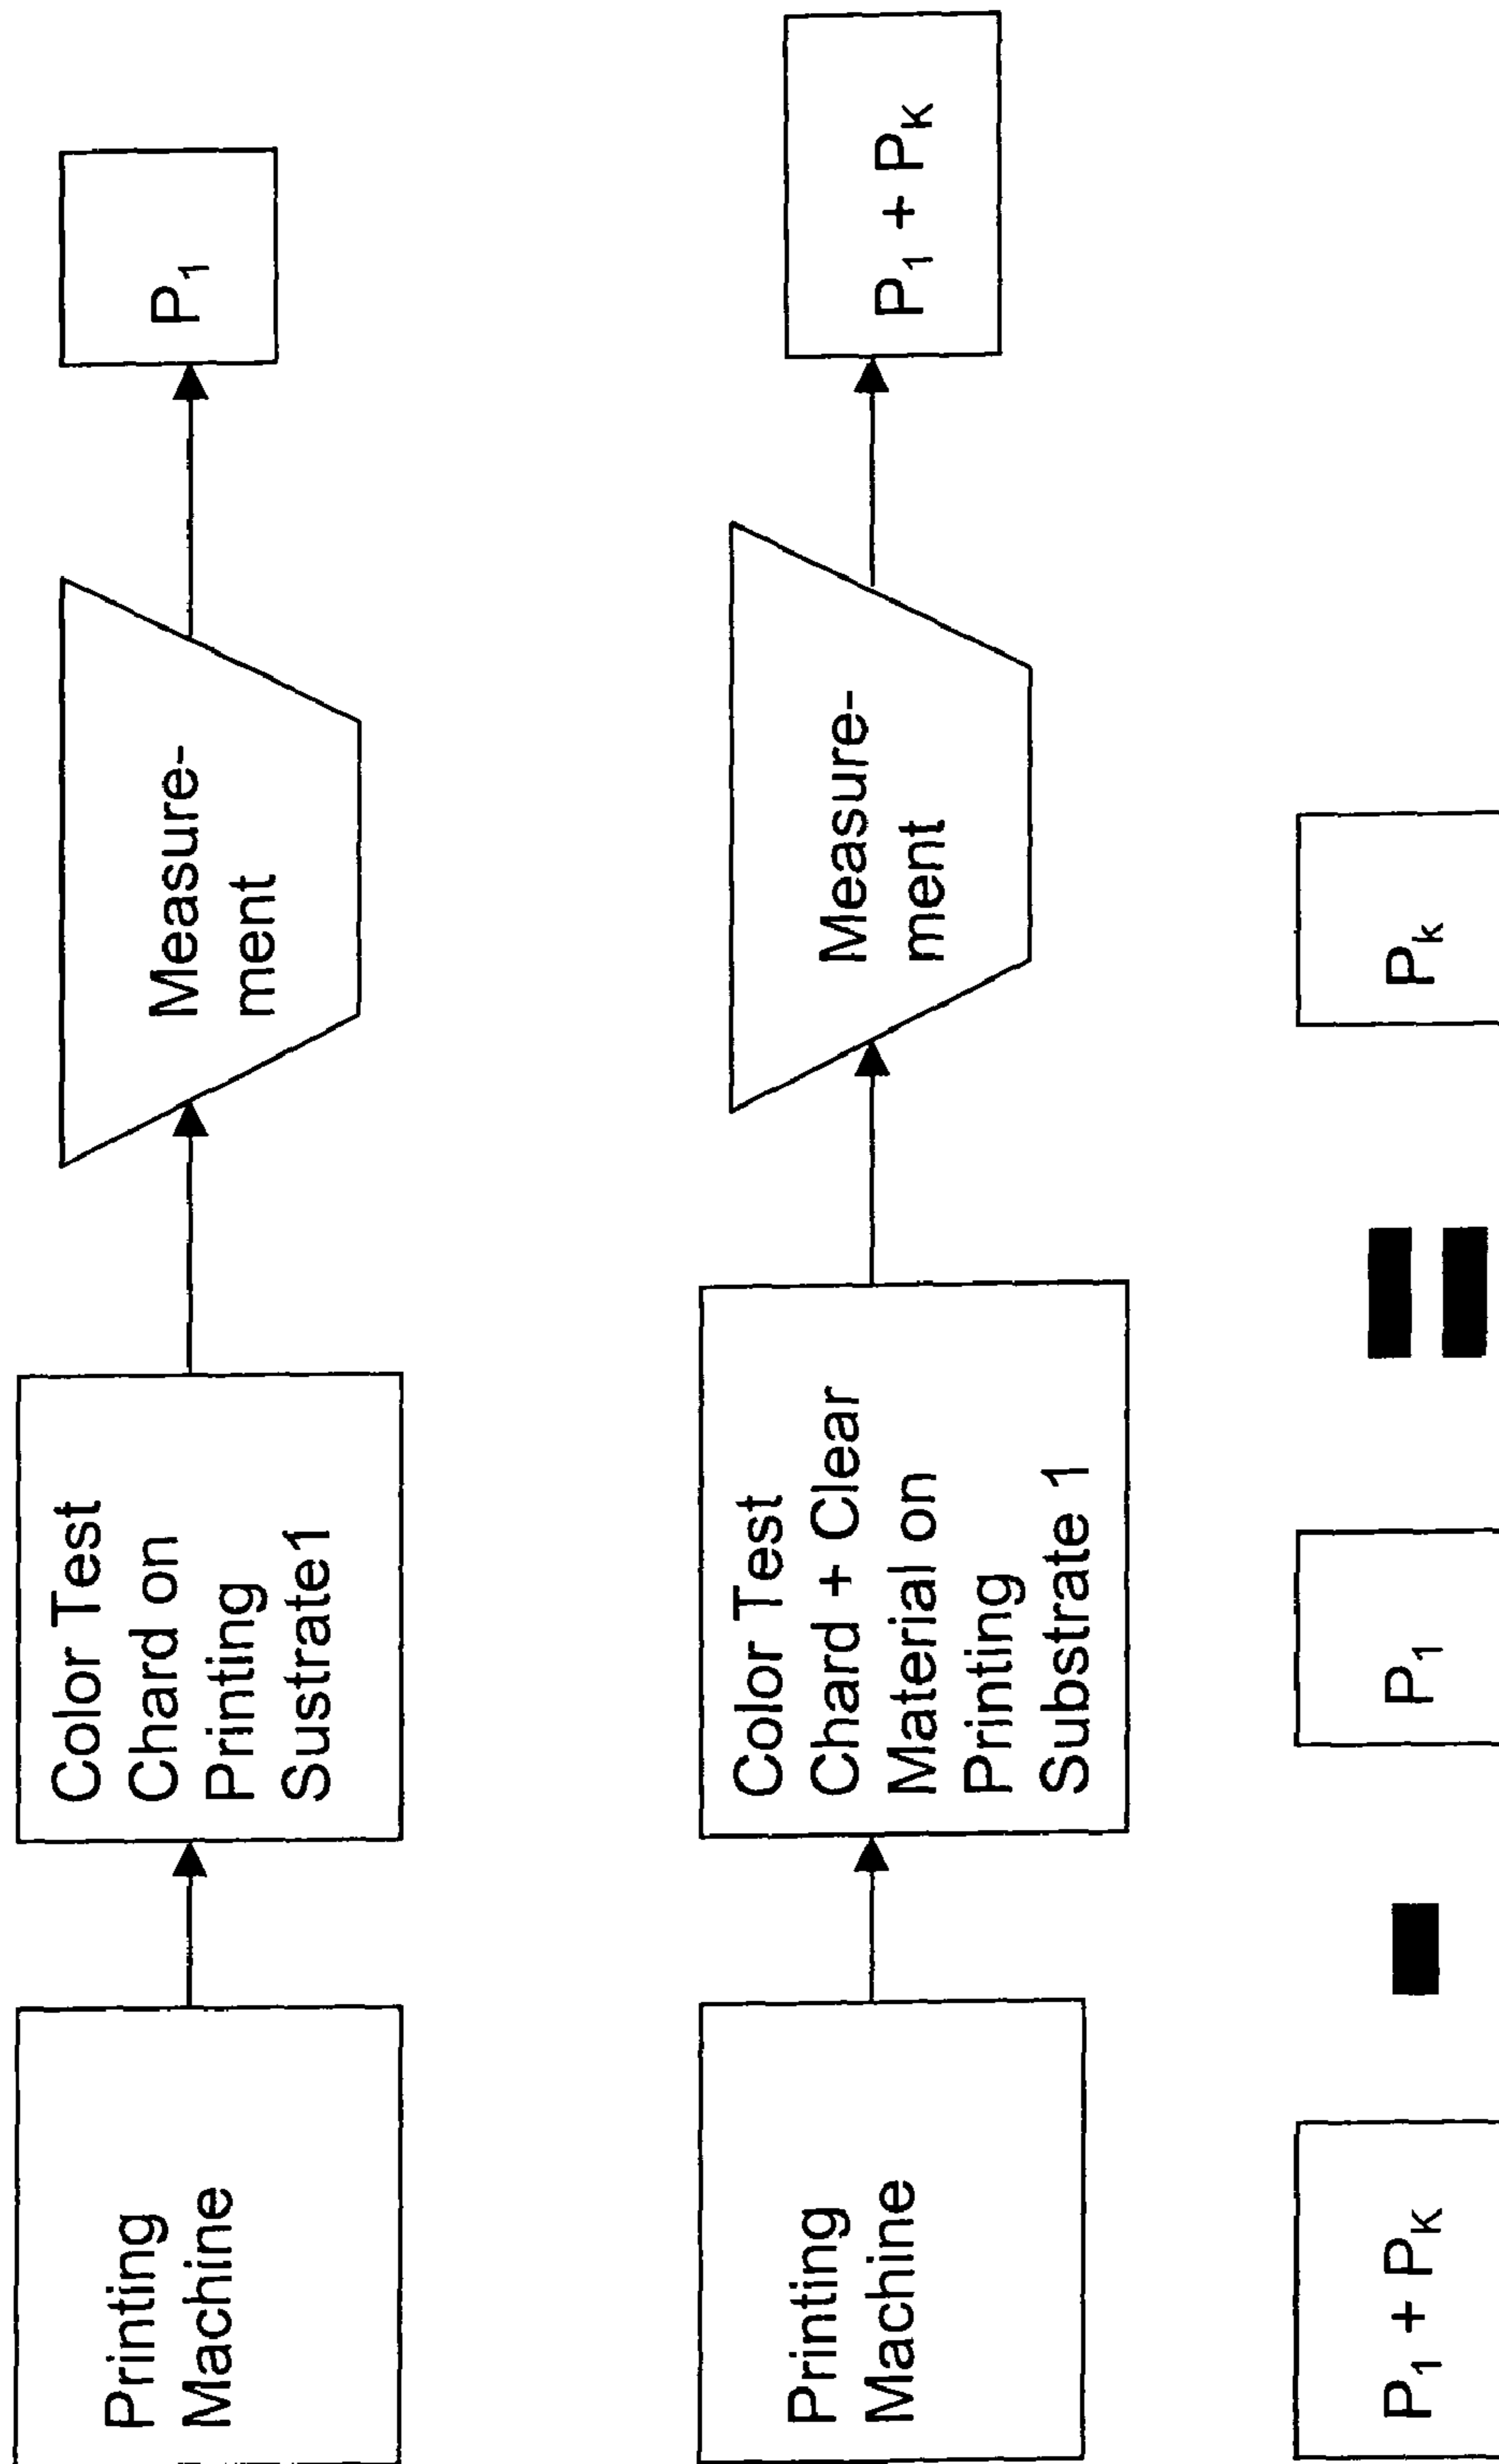 Printing
Machine
Color Test
Chard on
Printing
Sustrate1
Measure-
ment
P₁
Printing
Machine
Color Test
Chard + Clear
Material on
Printing
Substrate 1
Measure-
ment
P₁ + Pₖ
P₁ + Pₖ
-
P₁
=
Pₖ